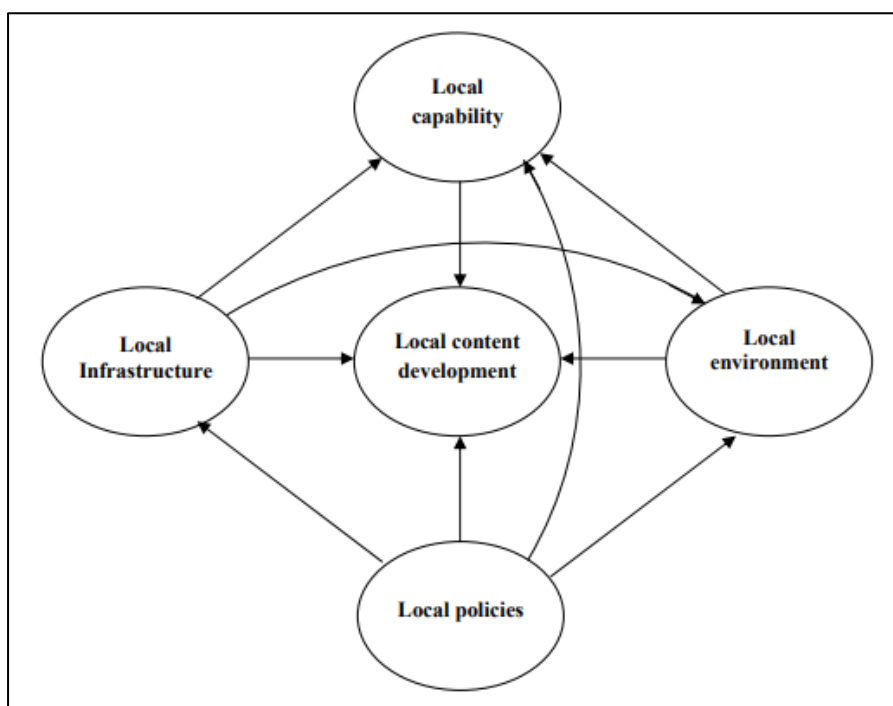 Local
capability
Local
Infrastructure
Local content
development
Local
environment
Local policies